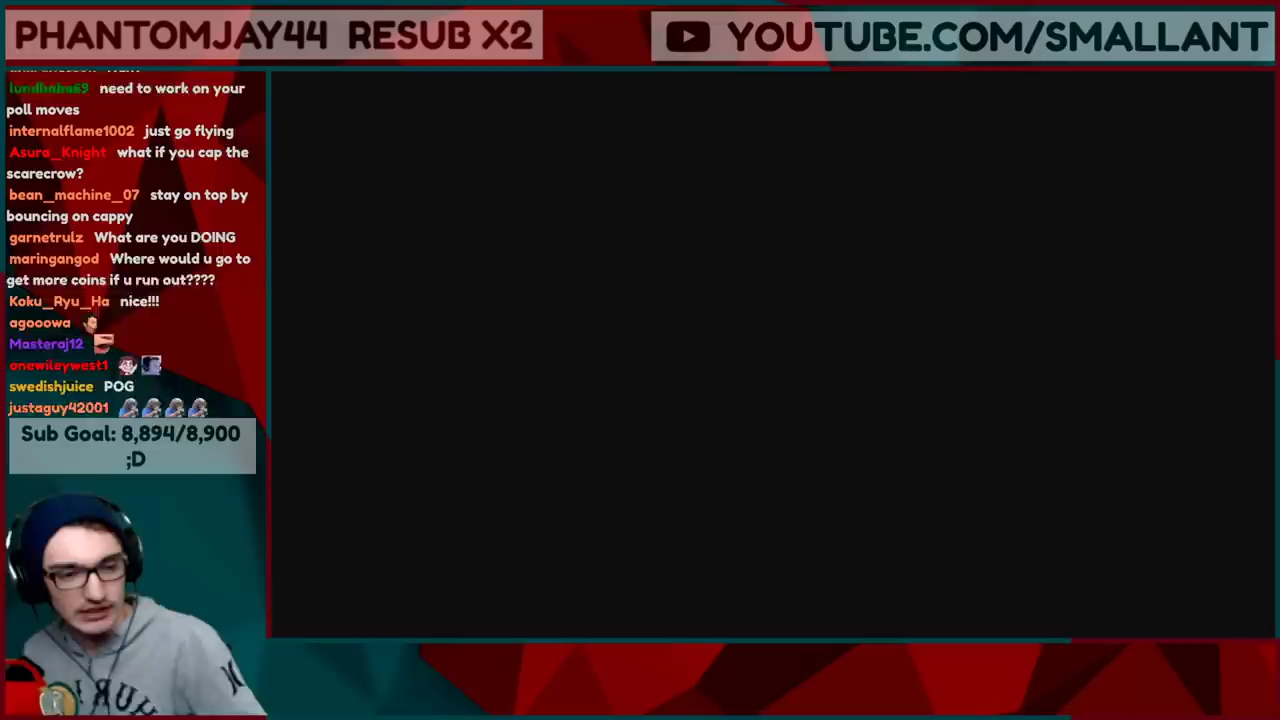 PHANTOMJAY44 RESUB X2
YOUTUBE.COM/SMALLANT
lundhaha69 need to work on your
poll moves
internalflame1002 just go flying
Asura_Knight what if you cap the
scarecrow?
bean_machine_07 stay on top by
bouncing on cappy
garnetrulz What are you DOING
maringangod Where would u go to
get more coins if u run out????
Koku_Ryu_Ha nice!!!
agooowa
Masteraj12
onewileywest1
swedishjuice POG
justaguy42001
Sub Goal: 8,894/8,900
;D